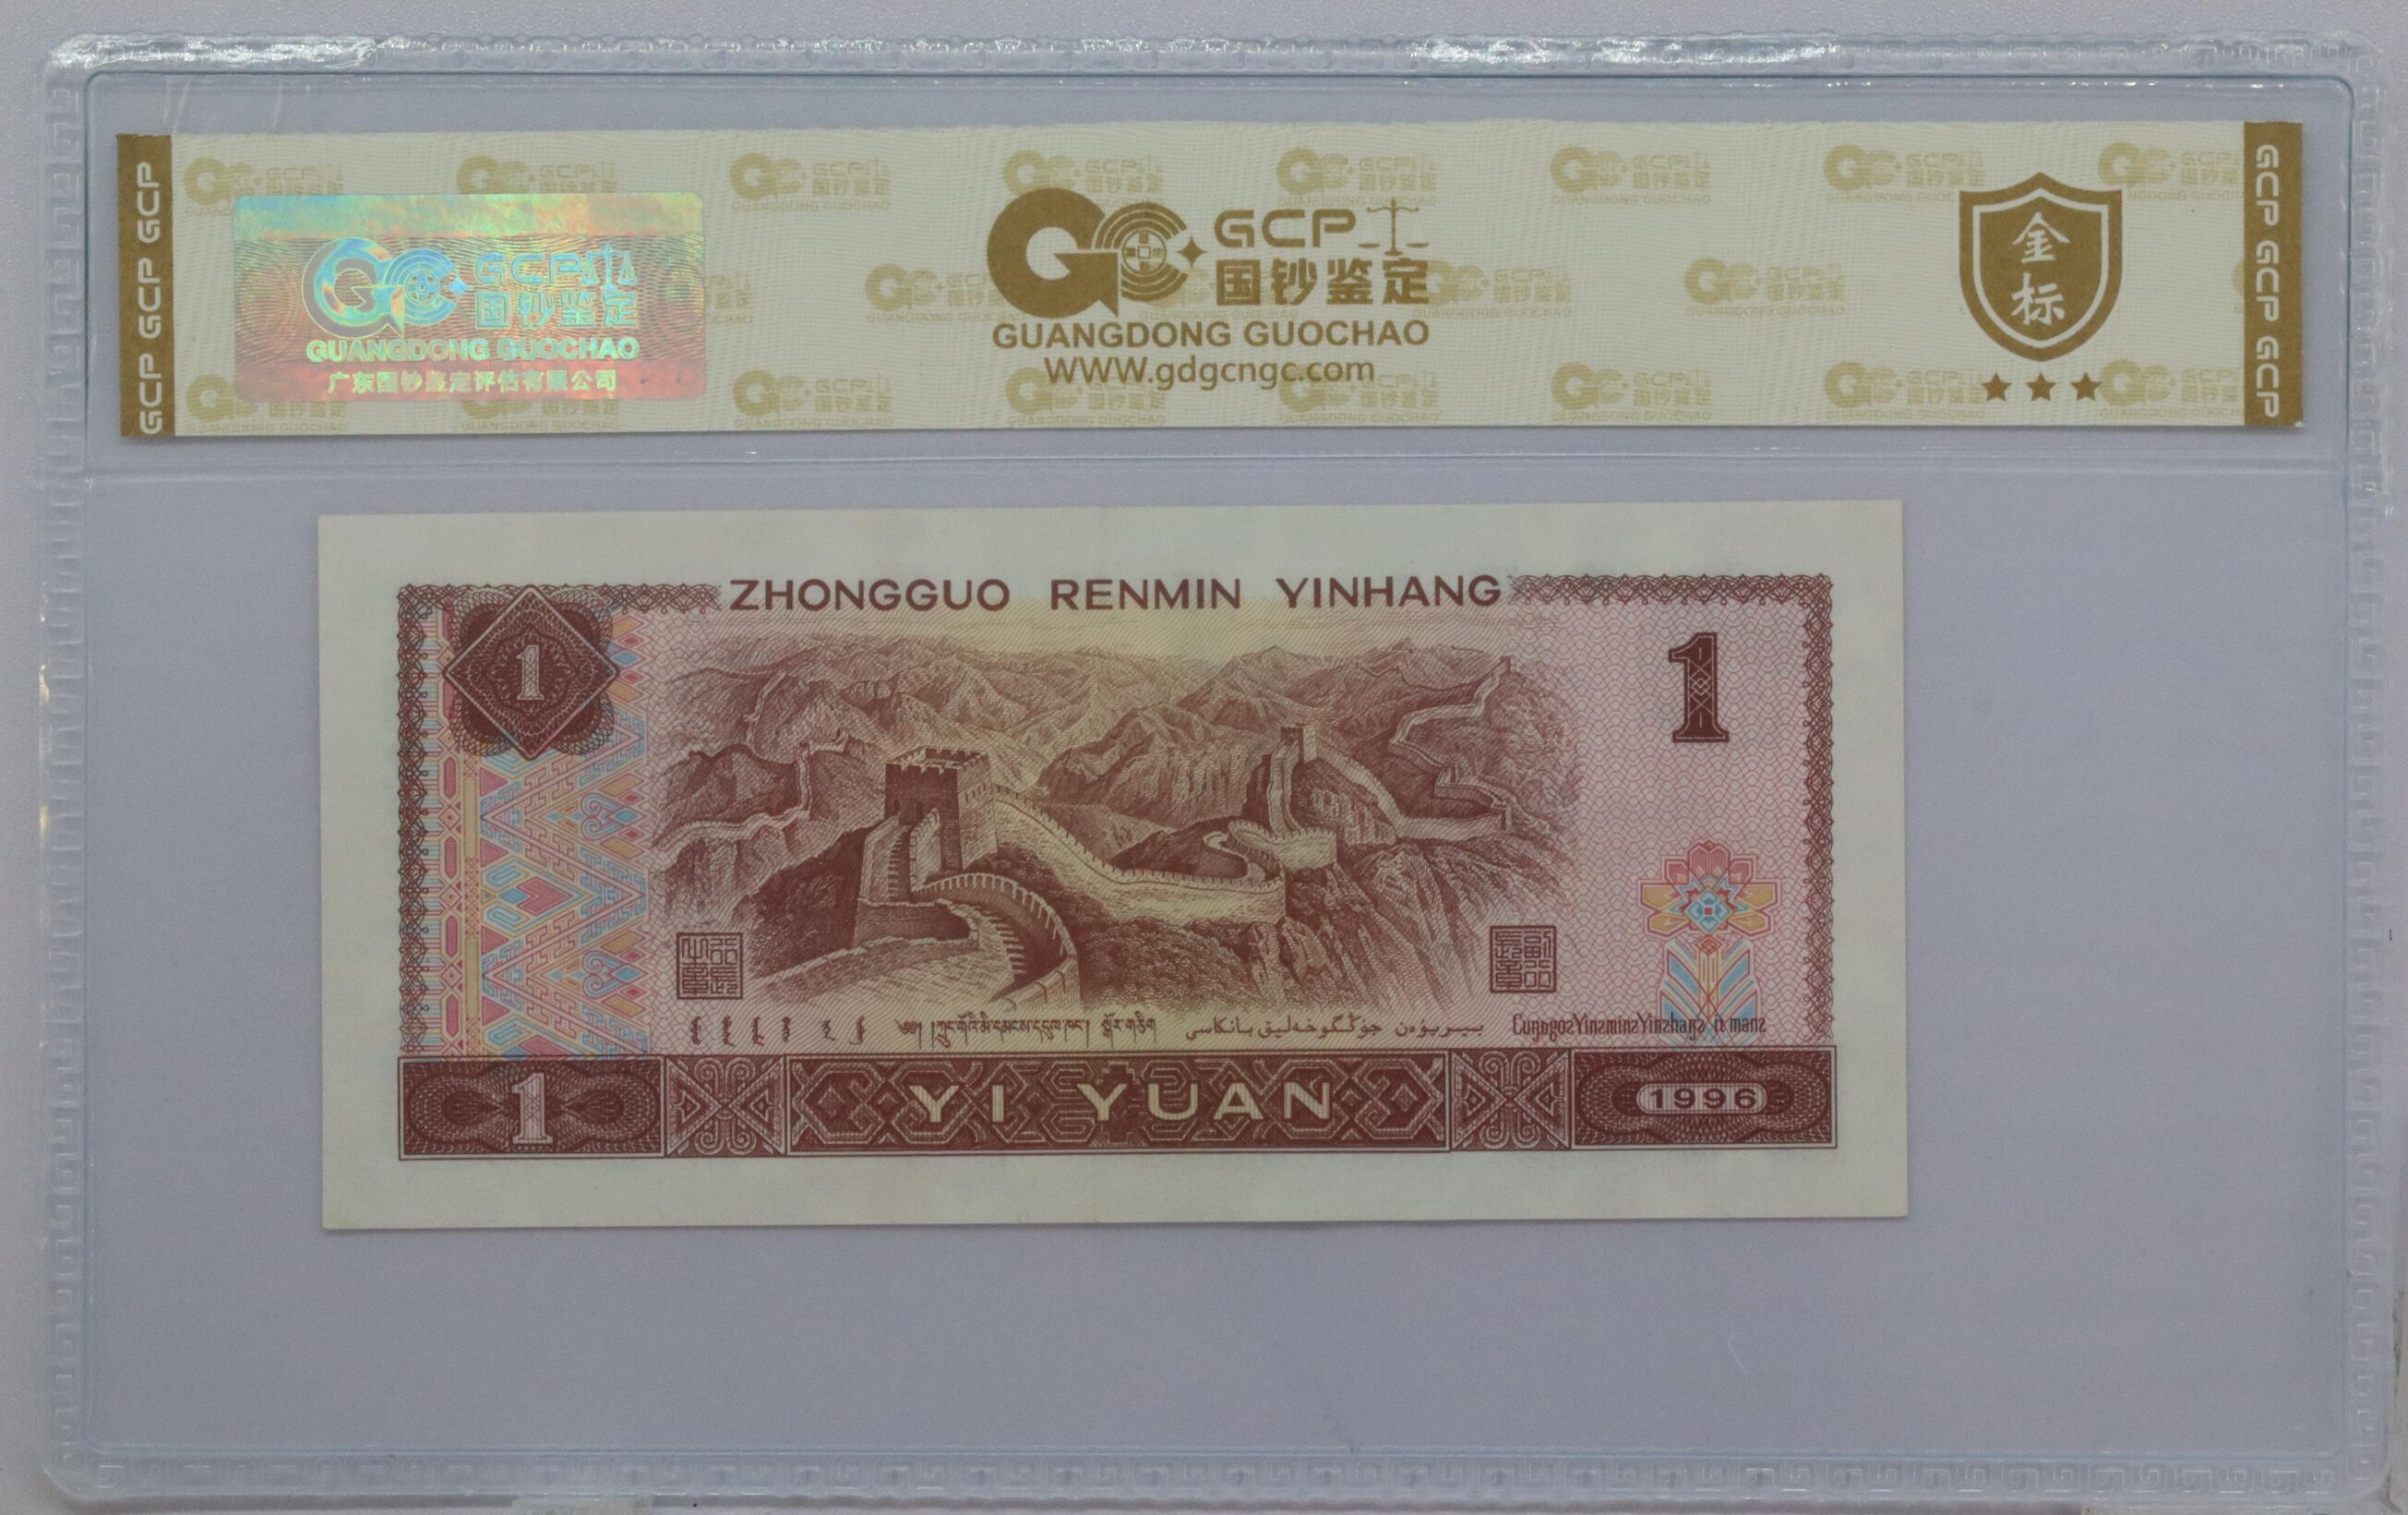 GCP GCP GCP
GCP
国钞鉴定
GUANGDONG GUOCHAO
广东国钞鉴定评估有限公司
GCP
国钞鉴定
GUANGDONG GUOCHAO
WWW.gdgcngc.com
金
标
GCP GCP GCP
ZHONGGUO RENMIN YINHANG
1
1
1
YI YUAN
1996